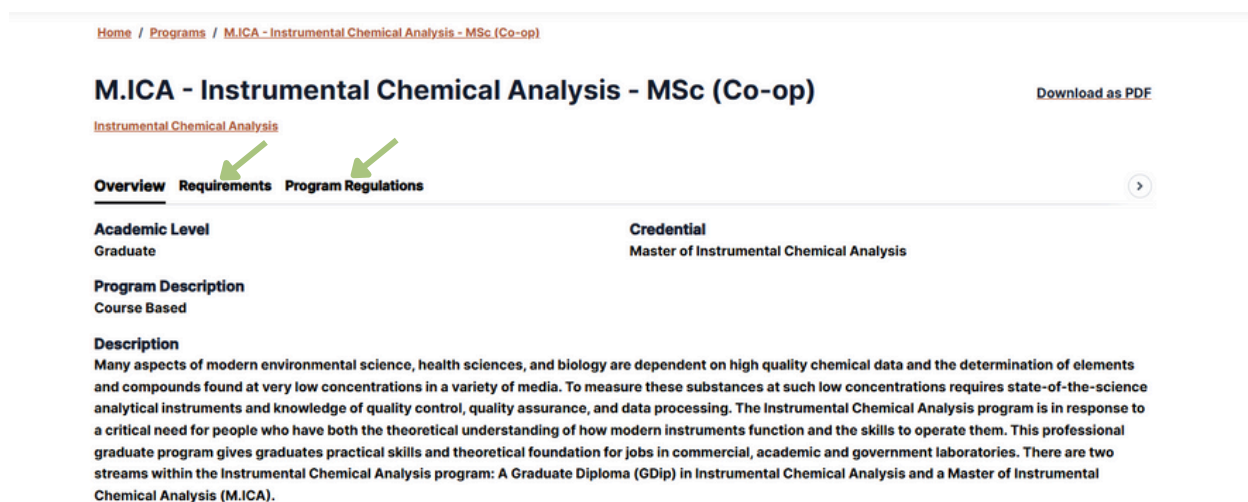 Home / Programs / M.ICA - Instrumental Chemical Analysis - MSc (Co-op)
M.ICA - Instrumental Chemical Analysis - MSc (Co-op)
Download as PDF
Instrumental Chemical Analysis
Overview Requirements Program Regulations
Academic Level
Graduate
Credential
Master of Instrumental Chemical Analysis
Program Description
Course Based
Description
Many aspects of modern environmental science, health sciences, and biology are dependent on high quality chemical data and the determination of elements
and compounds found at very low concentrations in a variety of media. To measure these substances at such low concentrations requires state-of-the-science
analytical instruments and knowledge of quality control, quality assurance, and data processing. The Instrumental Chemical Analysis program is in response to
a critical need for people who have both the theoretical understanding of how modern instruments function and the skills to operate them. This professional
graduate program gives graduates practical skills and theoretical foundation for jobs in commercial, academic and government laboratories. There are two
streams within the Instrumental Chemical Analysis program: A Graduate Diploma (GDip) in Instrumental Chemical Analysis and a Master of Instrumental
Chemical Analysis (M.ICA).